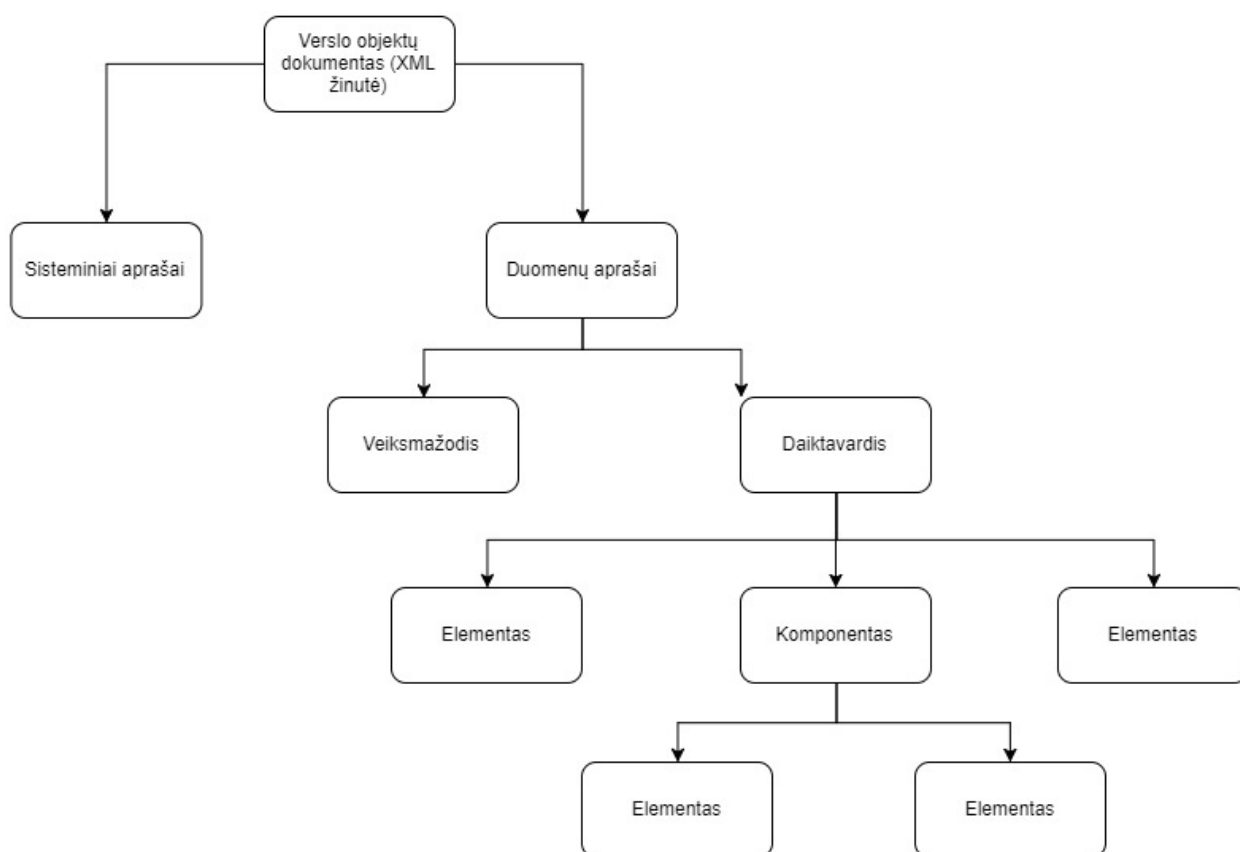 Verslo objektų
dokumentas (XML
žinutė)
Sisteminiai aprašai
Duomenų aprašai
Veiksmažodis
Daiktavardis
Elementas
Komponentas
Elementas
Elementas
Elementas